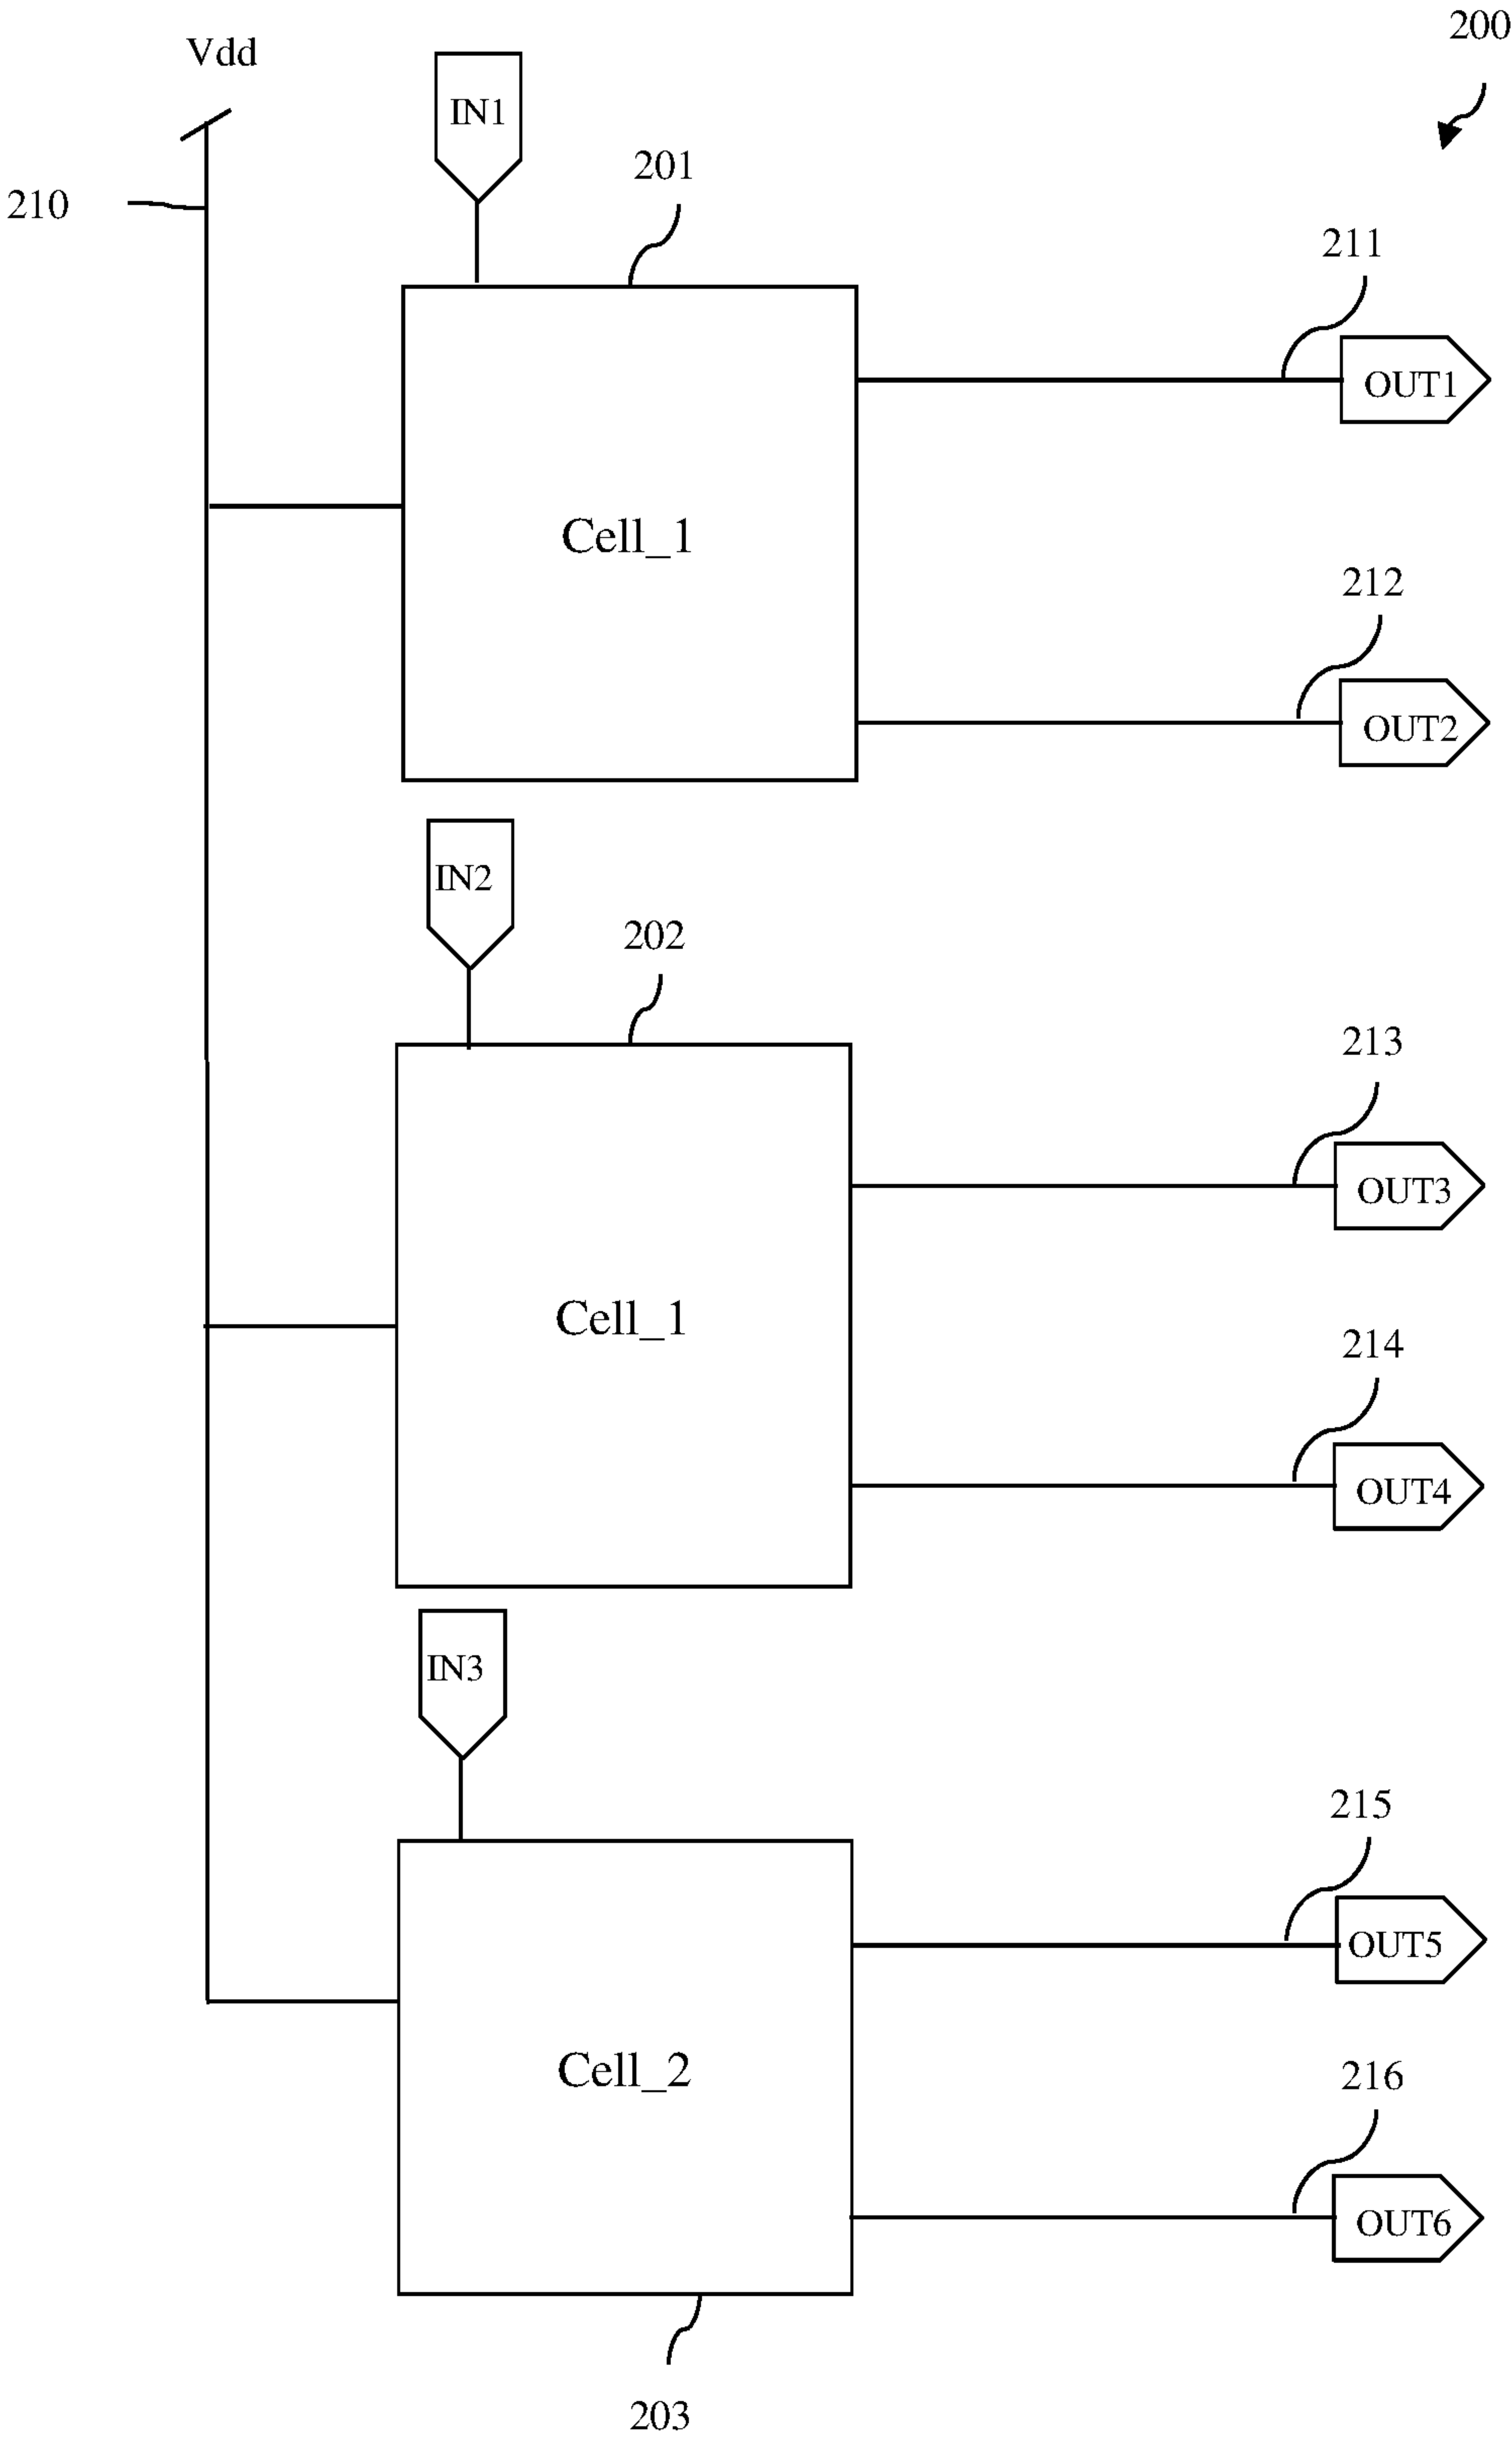 200
Vdd
IN1
201
210
211
OUT1
Cell_1
212
OUT2
IN2
202
213
OUT3
Cell_1
214
OUT4
IN3
215
OUT5
Cell_2
216
OUT6
203